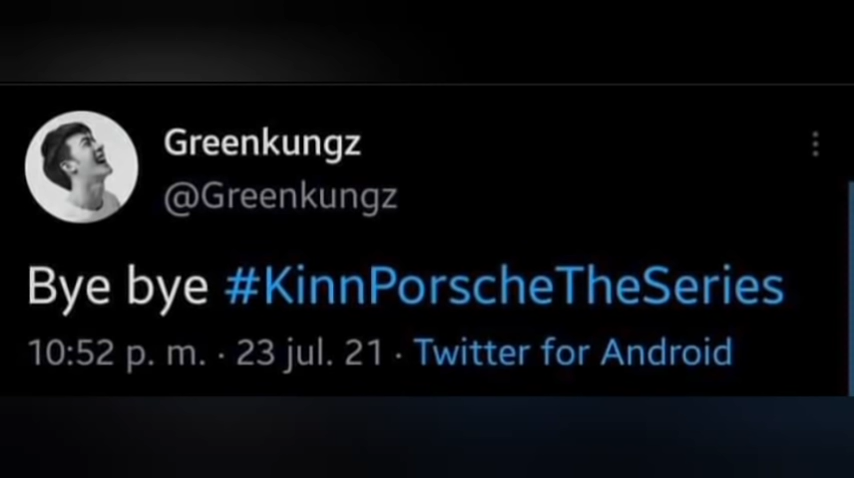 Greenkungz
@Greenkungz
Bye bye #KinnPorscheTheSeries
10:52 p. m. · 23 jul. 21 · Twitter for Android